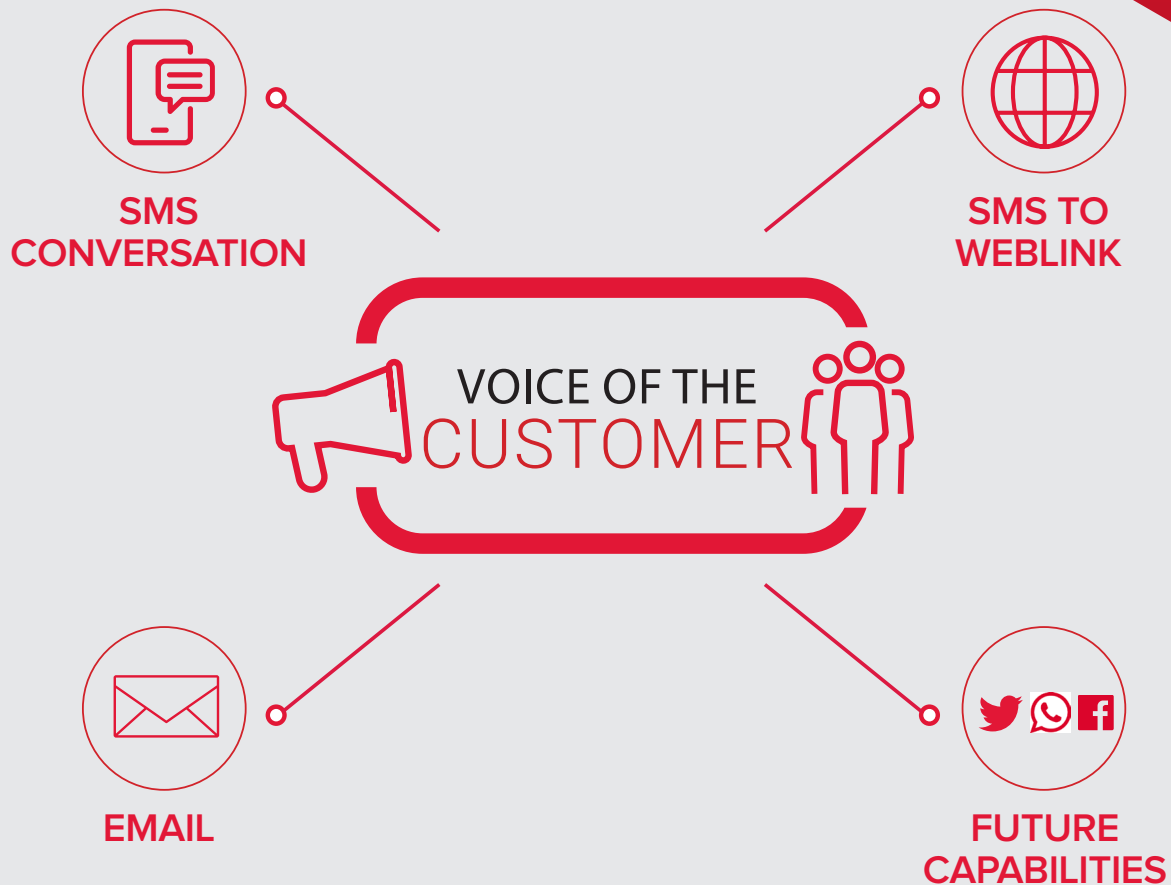 SMS
CONVERSATION
SMS TO
WEBLINK
VOICE OF THE
CUSTOMER
EMAIL
FUTURE
CAPABILITIES